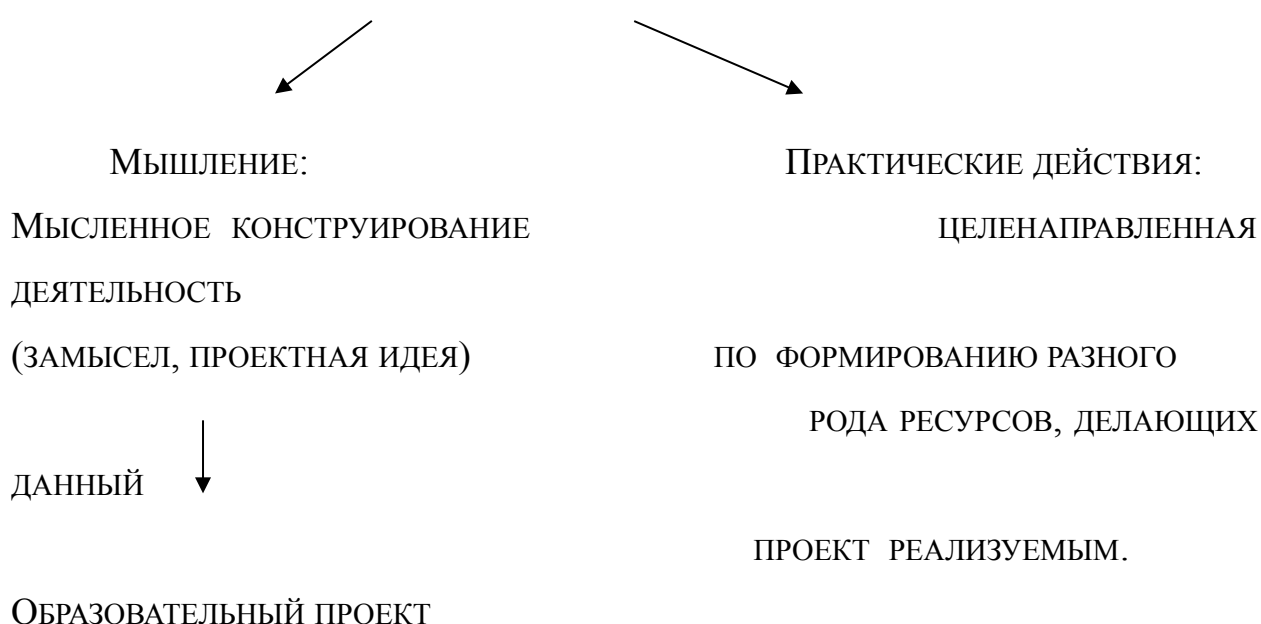 Мышление: Практические действия:
Мысленное конструирование целенаправленная
деятельность
(замысел, проектная идея) по формированию разного
рода ресурсов, делающих
данный
проект реализуемым.
Образовательный проект